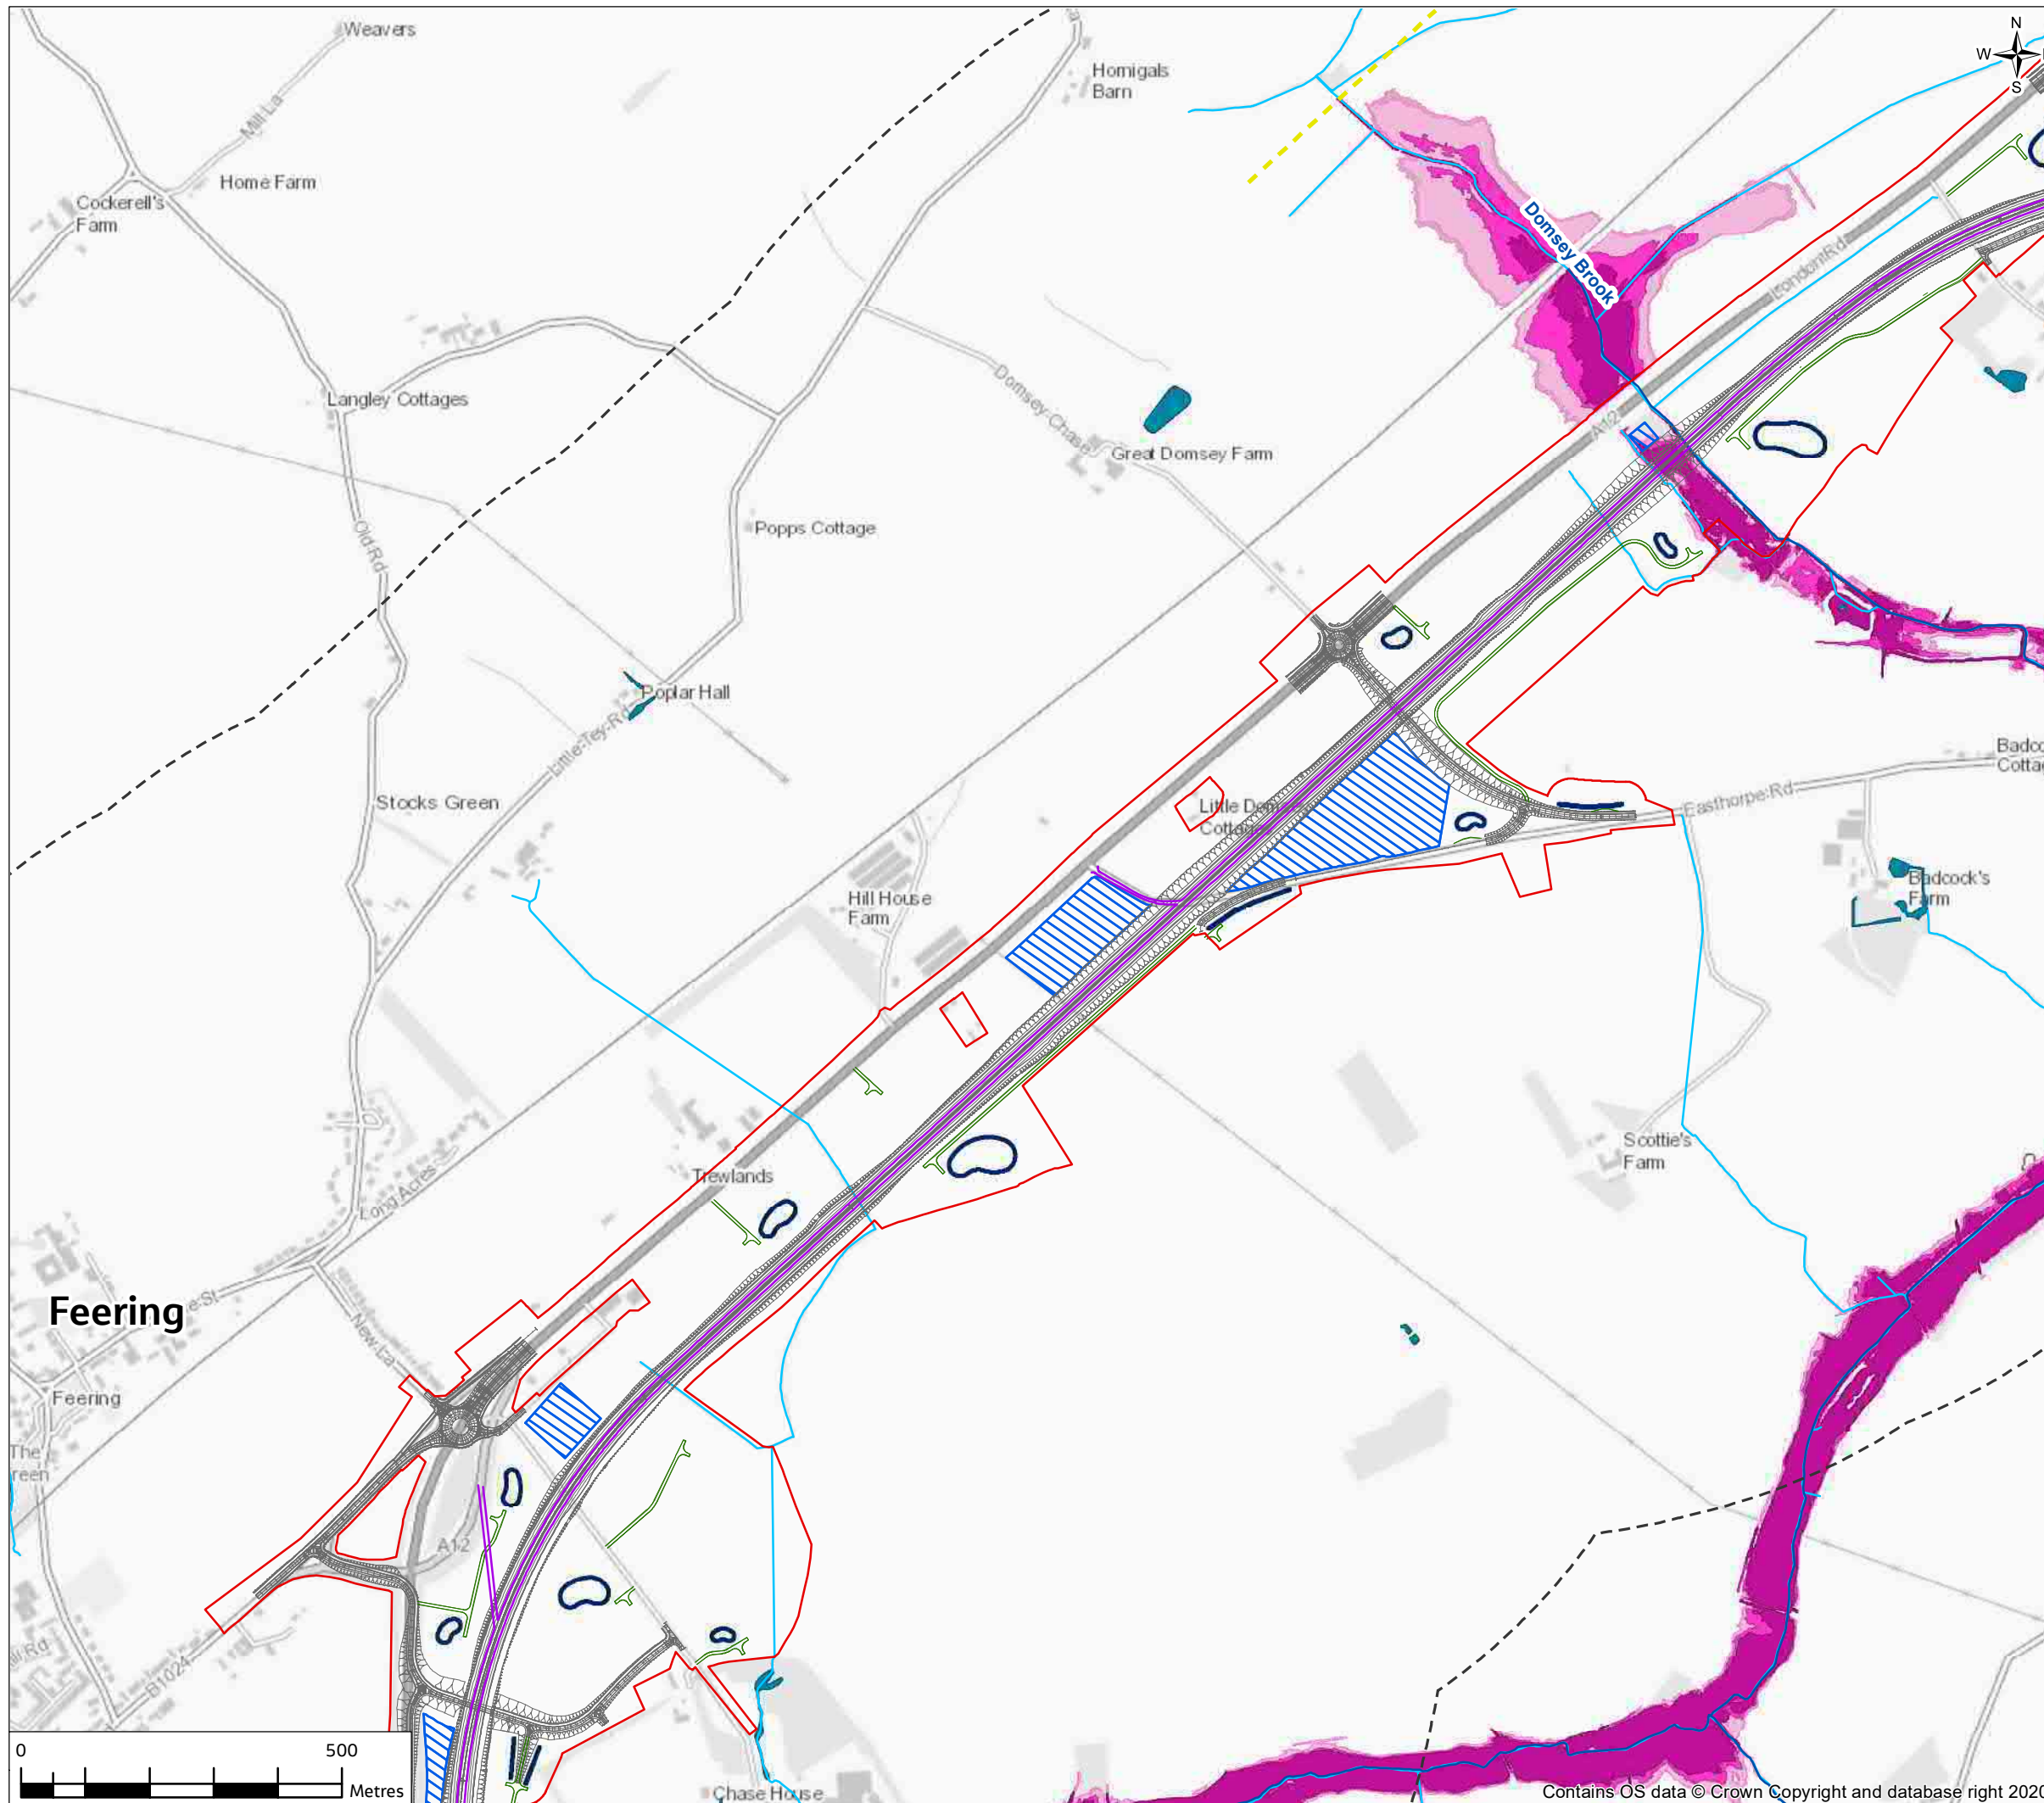 Weavers
N
W
S
Hornigals
Barn
Mill La
Home Farm
Cockerell's
Farm
Domsey Brook
London Rd
Langley Cottages
Domsey Chase
A12
Great Domsey Farm
Old Rd
Popps Cottage
Poplar Hall
Little Tey Rd
Stocks Green
Little Dom
Cottag
Easthorpe Rd
Badco
Cotta
Hill House
Farm
Badcock's
Farm
Scottie's
Farm
Trewlands
Long Acres
Feering
e St
New La
Feering
The
reen
A12
B1024
0 500
Metres
Chase House
Contains OS data © Crown Copyright and database right 2020